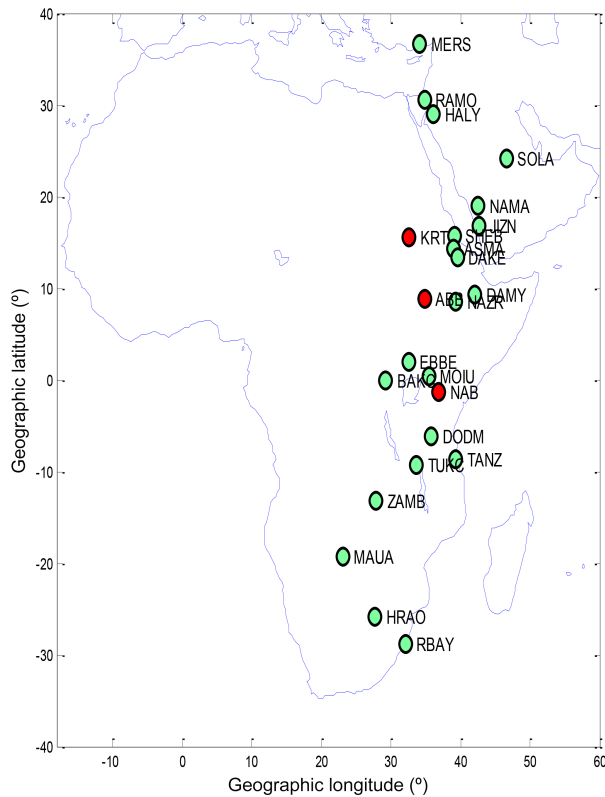 40
MERS
30
RAMO
HALY
SOLA
20
NAMA
JIZN
KRT
SHEB
ASMA
DAKE
10
ABB
NAZR
DAMY
EBBE
MOIU
0
BAKO
NAB
DODM
-10
TUKC
TANZ
ZAMB
-20
MAUA
HRAO
RBAY
-30
-40
-10 0 10 20 30 40 50 60
Geographic longitude (º)
Geographic latitude (º)